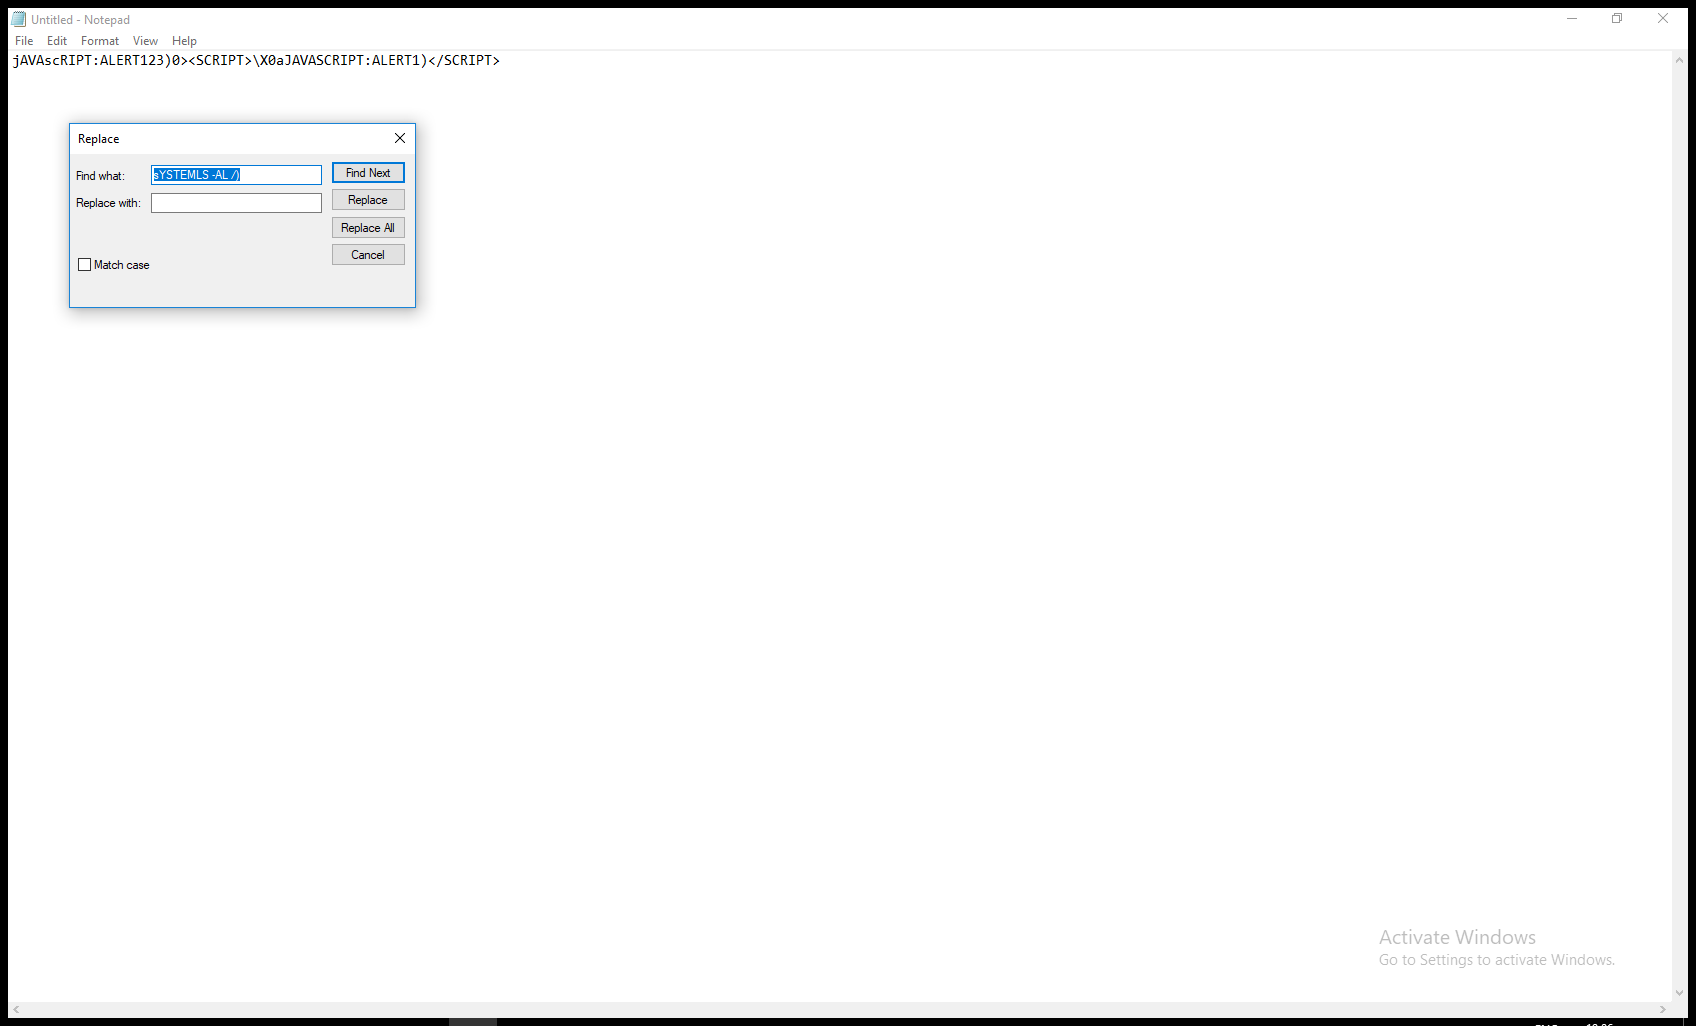 Untitled - Notepad
File Edit Format View Help
jAVAscRIPT:ALERT123)0><SCRIPT>\X0aJAVASCRIPT:ALERT1)</SCRIPT>
Replace
Find what: sYSTEMLS -AL /) Find Next
Replace with: Replace
Replace All
Cancel
Match case
Activate Windows
Go to Settings to activate Windows.